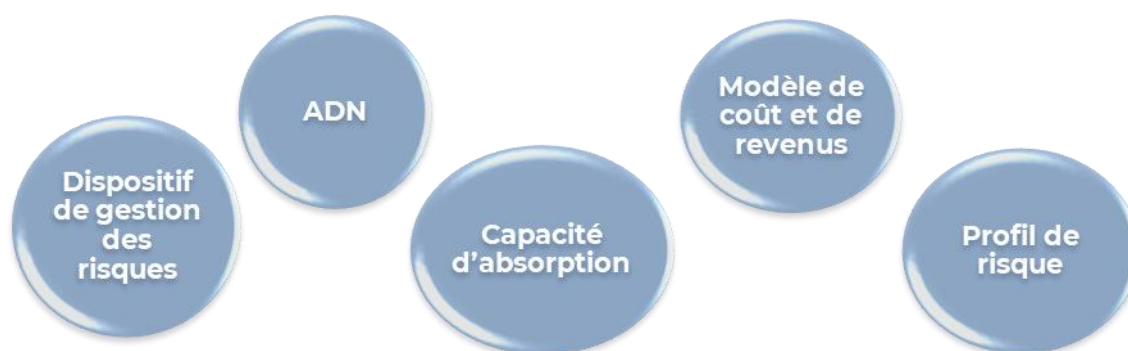 Dispositif
de gestion
des
risques
ADN
Capacité
d’absorption
Modèle de
coût et de
revenus
Profil de
risque